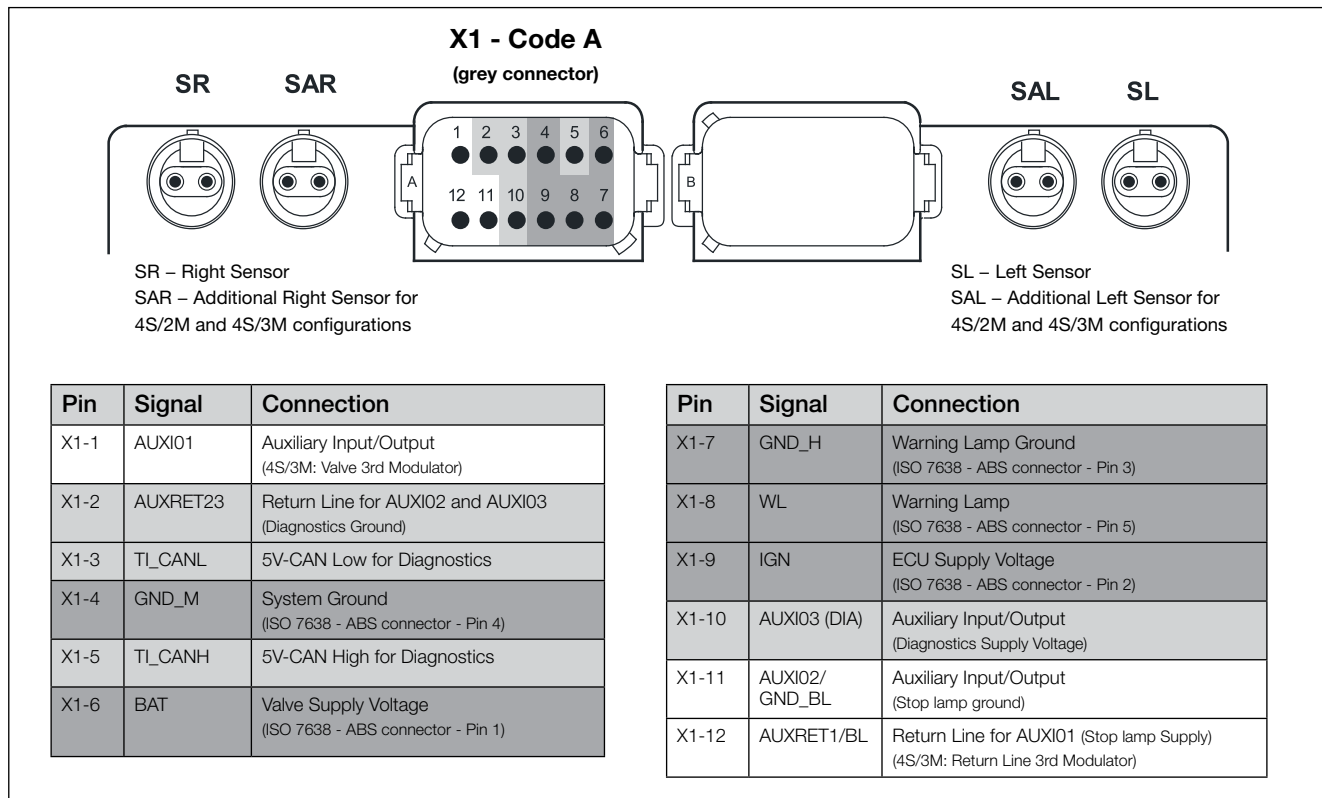 X1 - Code A
(grey connector)
SR
SAR
SAL
SL
1 2 3 4 5 6
A
B
12 11 10 9 8 7
SR – Right Sensor
SAR – Additional Right Sensor for
4S/2M and 4S/3M configurations
SL – Left Sensor
SAL – Additional Left Sensor for
4S/2M and 4S/3M configurations
Pin Signal Connection
X1-1 AUXI01 Auxiliary Input/Output
(4S/3M: Valve 3rd Modulator)
X1-2 AUXRET23 Return Line for AUXI02 and AUXI03
(Diagnostics Ground)
X1-3 TI_CANL 5V-CAN Low for Diagnostics
X1-4 GND_M System Ground
(ISO 7638 - ABS connector - Pin 4)
X1-5 TI_CANH 5V-CAN High for Diagnostics
X1-6 BAT Valve Supply Voltage
(ISO 7638 - ABS connector - Pin 1)
Pin Signal Connection
X1-7 GND_H Warning Lamp Ground
(ISO 7638 - ABS connector - Pin 3)
X1-8 WL Warning Lamp
(ISO 7638 - ABS connector - Pin 5)
X1-9 IGN ECU Supply Voltage
(ISO 7638 - ABS connector - Pin 2)
X1-10 AUXI03 (DIA) Auxiliary Input/Output
(Diagnostics Supply Voltage)
X1-11 AUXI02/ Auxiliary Input/Output
GND_BL (Stop lamp ground)
X1-12 AUXRET1/BL Return Line for AUXI01 (Stop lamp Supply)
(4S/3M: Return Line 3rd Modulator)